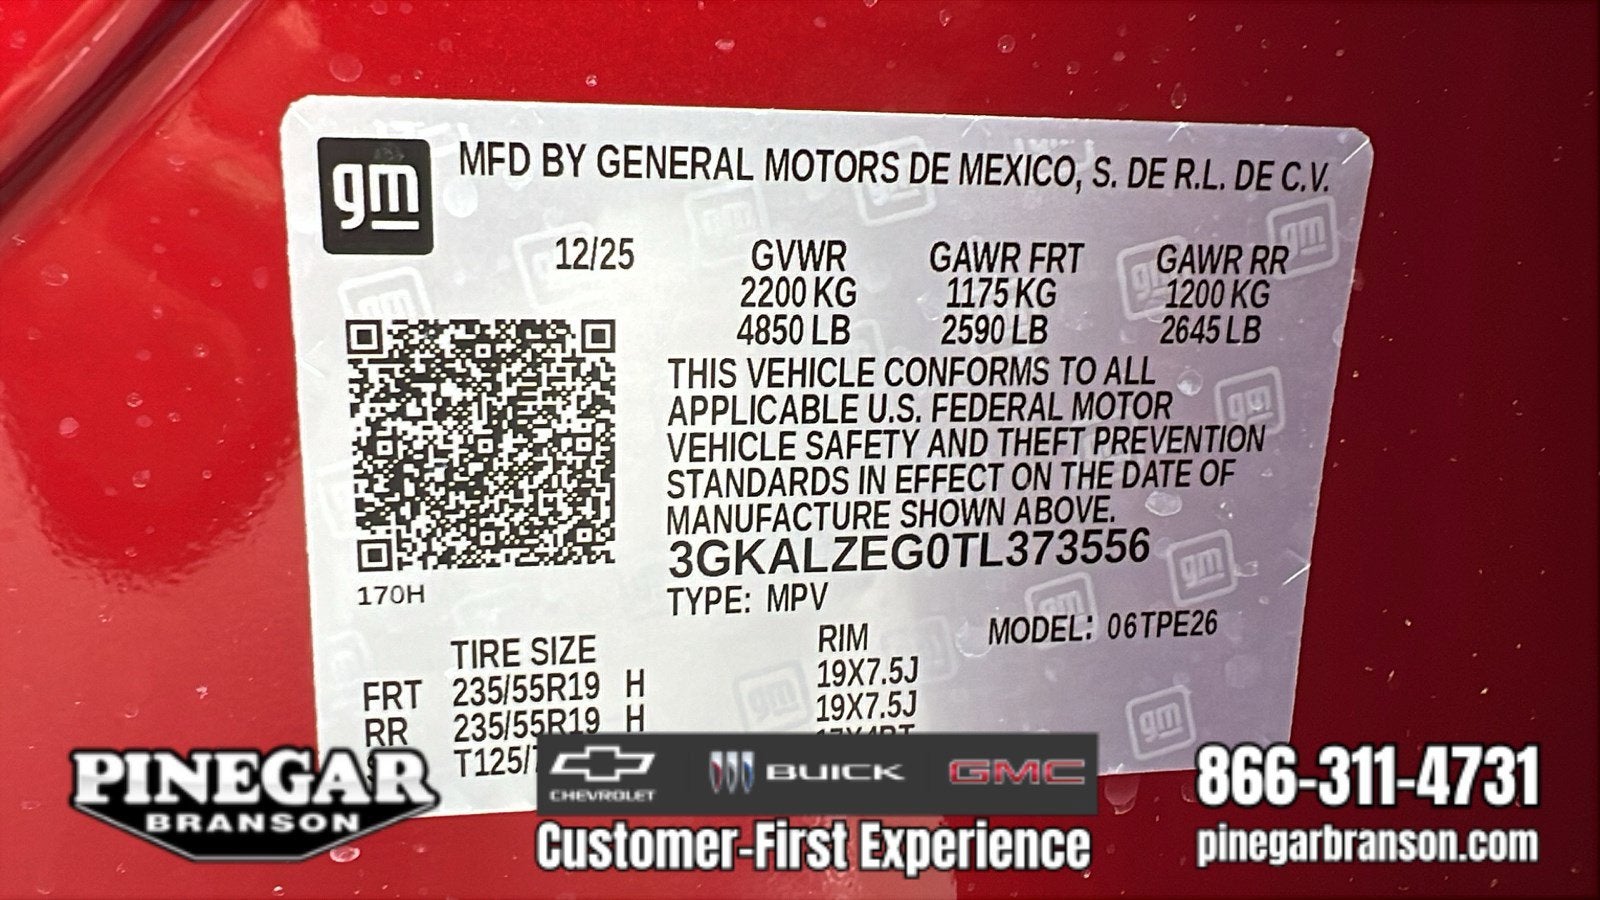 gm
MFD BY GENERAL MOTORS DE MEXICO, S. DE R.L. DE C.V.
12/25 GVWR GAWR FRT GAWR RR
2200 KG 1175 KG 1200 KG
4850 LB 2590 LB 2645 LB
THIS VEHICLE CONFORMS TO ALL
APPLICABLE U.S. FEDERAL MOTOR
VEHICLE SAFETY AND THEFT PREVENTION
STANDARDS IN EFFECT ON THE DATE OF
MANUFACTURE SHOWN ABOVE.
3GKALZEG0TL373556
170H
TYPE: MPV
MODEL: 06TPE26
TIRE SIZE RIM
FRT 235/55R19 H 19X7.5J
RR 235/55R19 H 19X7.5J
PINEGAR
BRANSON
CHEVROLET
BUICK
GMC
Customer-First Experience
866-311-4731
pinegarbranson.com